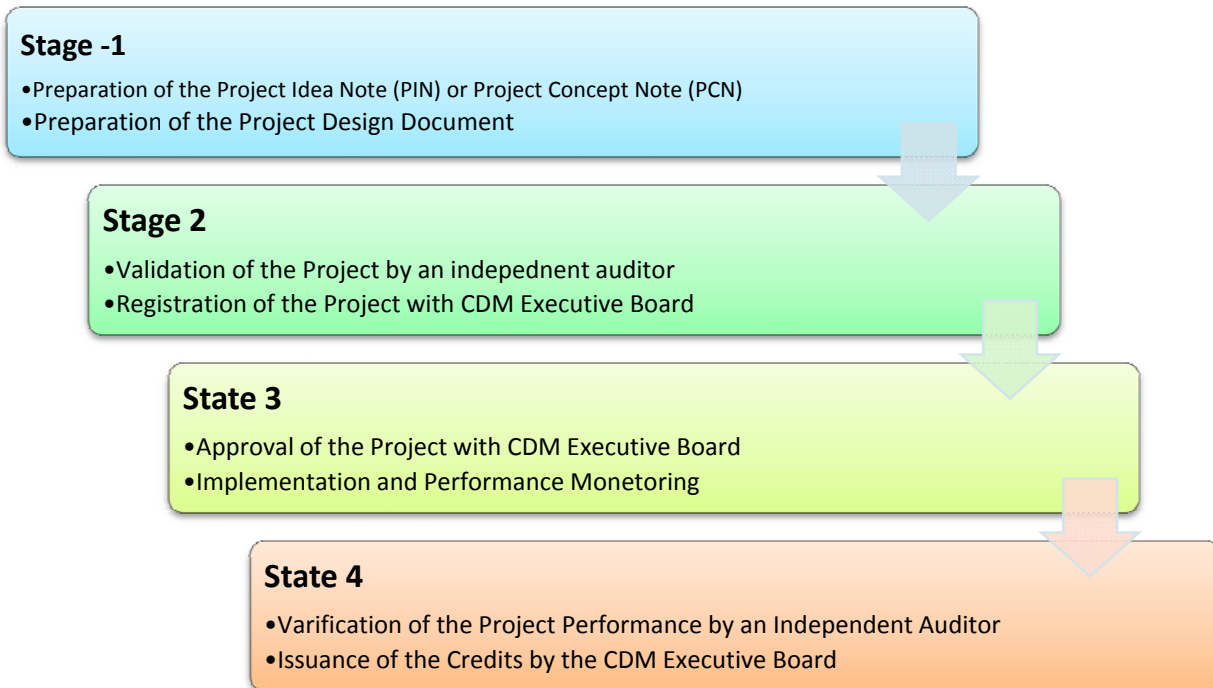 Stage -1
•Preparation of the Project Idea Note (PIN) or Project Concept Note (PCN)
•Preparation of the Project Design Document
Stage 2
•Validation of the Project by an indepednent auditor
•Registration of the Project with CDM Executive Board
State 3
•Approval of the Project with CDM Executive Board
•Implementation and Performance Monetoring
State 4
•Varification of the Project Performance by an Independent Auditor
•Issuance of the Credits by the CDM Executive Board